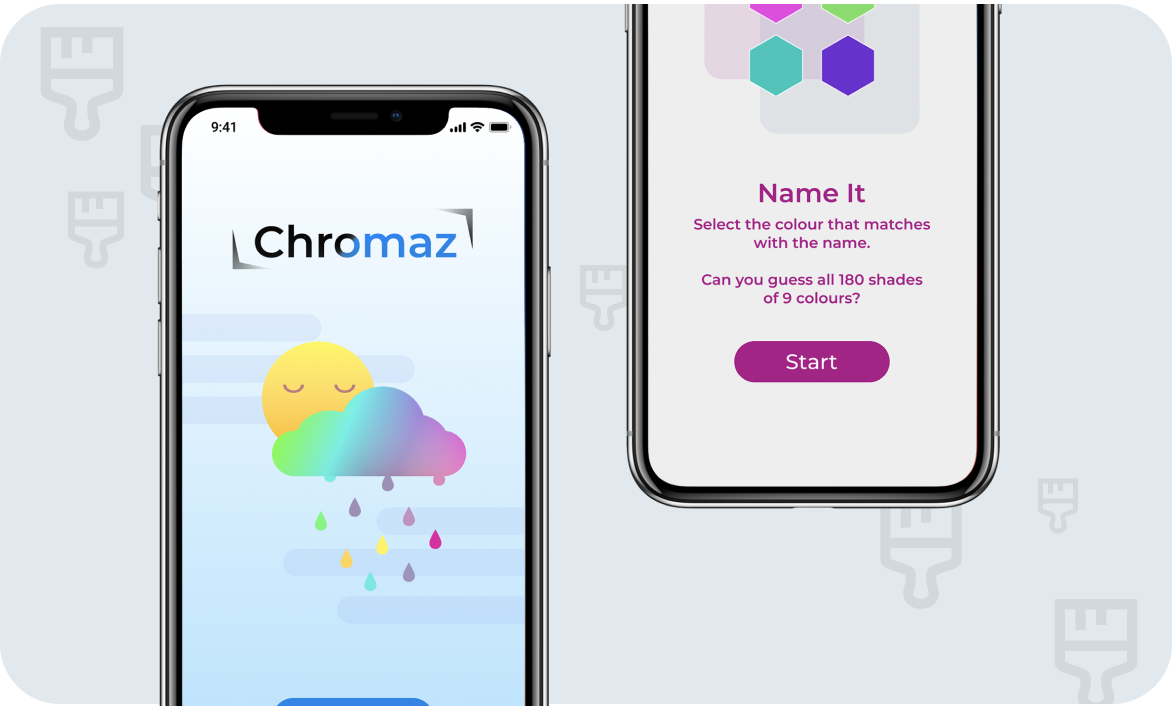 9:41
Chromaz
Name It
Select the colour that matches
with the name.
Can you guess all 180 shades
of 9 colours?
Start